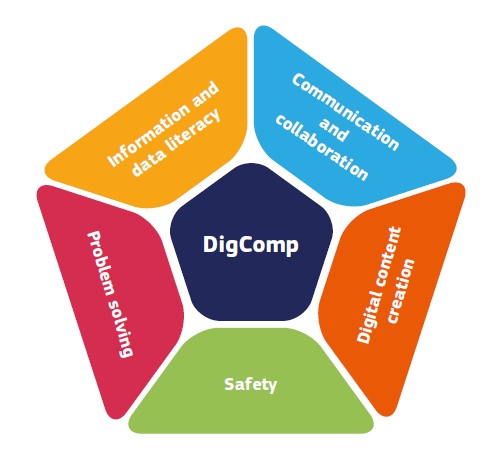 Information and
data literacy
Communication
and
collaboration
DigComp
Problem solving
Digital content
creation
Safety